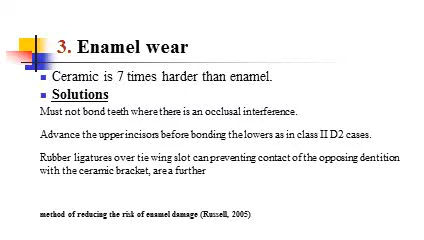 3. Enamel wear
Ceramic is 7 times harder than enamel.
Solutions
Must not bond teeth where there is an occlusal interference.
Advance the upper incisors before bonding the lowers as in class II D2 cases.
Rubber ligatures over tie wing slot can preventing contact of the opposing dentition
with the ceramic bracket, are a further
method of reducing the risk of enamel damage (Russell, 2005)